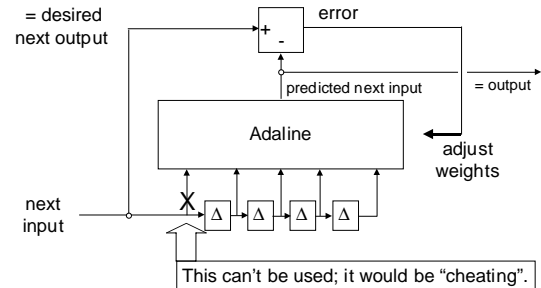 = desired
next output
+
-
error
predicted next input
= output
Adaline
adjust
weights
X
next
input
Δ Δ Δ Δ
This can't be used; it would be “cheating”.